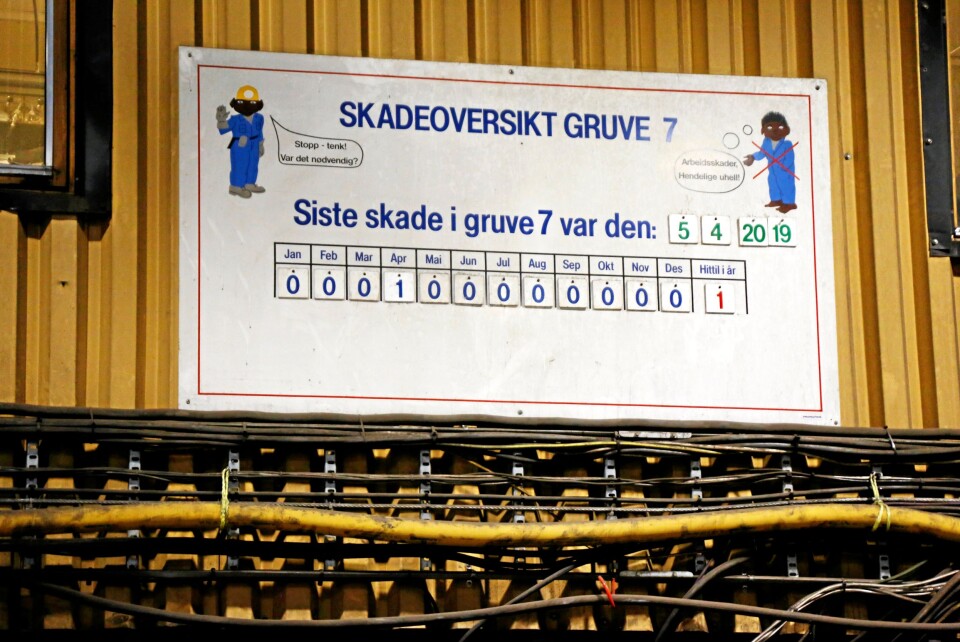 SKADEOVERSIKT GRUVE 7
Stopp - tenk!
Var det nødvendig?
Arbeidsskader,
Hendelige uhell!
Siste skade i gruve 7 var den: 5 4 20 19
Jan Feb Mar Apr Mai Jun Jul Aug Sep Okt Nov Des Hittil i år
0 0 0 1 0 0 0 0 0 0 0 0 1